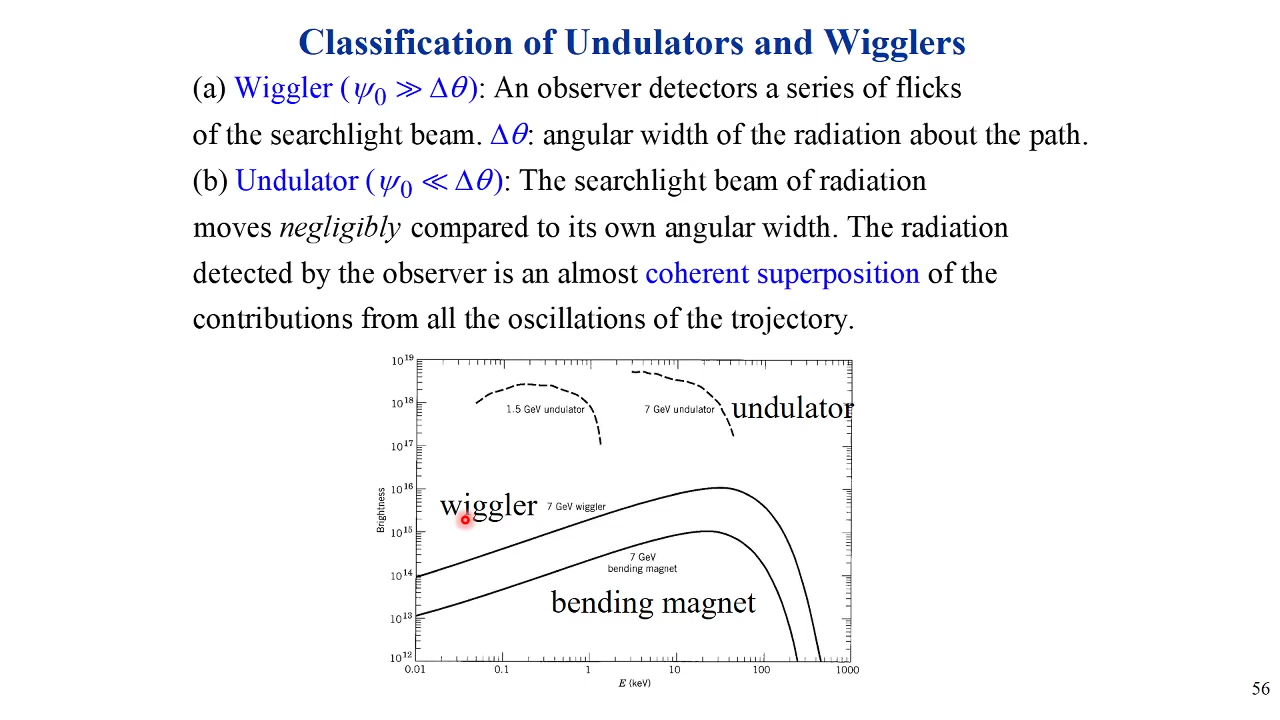 Classification of Undulators and Wigglers
(a) Wiggler (ψ0 ≫ Δθ): An observer detectors a series of flicks
of the searchlight beam. Δθ: angular width of the radiation about the path.
(b) Undulator (ψ0 ≪ Δθ): The searchlight beam of radiation
moves negligibly compared to its own angular width. The radiation
detected by the observer is an almost coherent superposition of the
contributions from all the oscillations of the trojectory.
10^19
10^18
1.5 GeV undulator
7 GeV undulator
undulator
10^17
10^16
wiggler
7 GeV wiggler
Brightness
10^15
7 GeV
bending magnet
10^14
bending magnet
10^13
10^12
0.01 0.1 1 10 100 1000
E (keV)
56